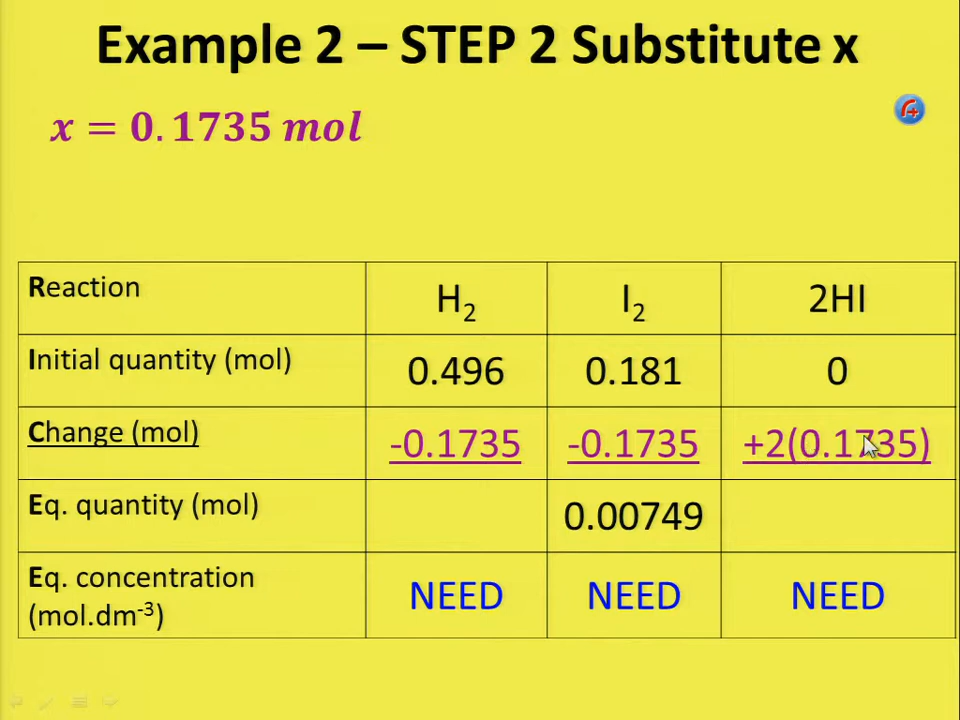 Example 2 – STEP 2 Substitute x
x = 0.1735 mol
Reaction H₂ I₂ 2HI
Initial quantity (mol) 0.496 0.181 0
Change (mol) -0.1735 -0.1735 +2(0.1735)
Eq. quantity (mol) 0.00749
Eq. concentration (mol.dm⁻³) NEED NEED NEED